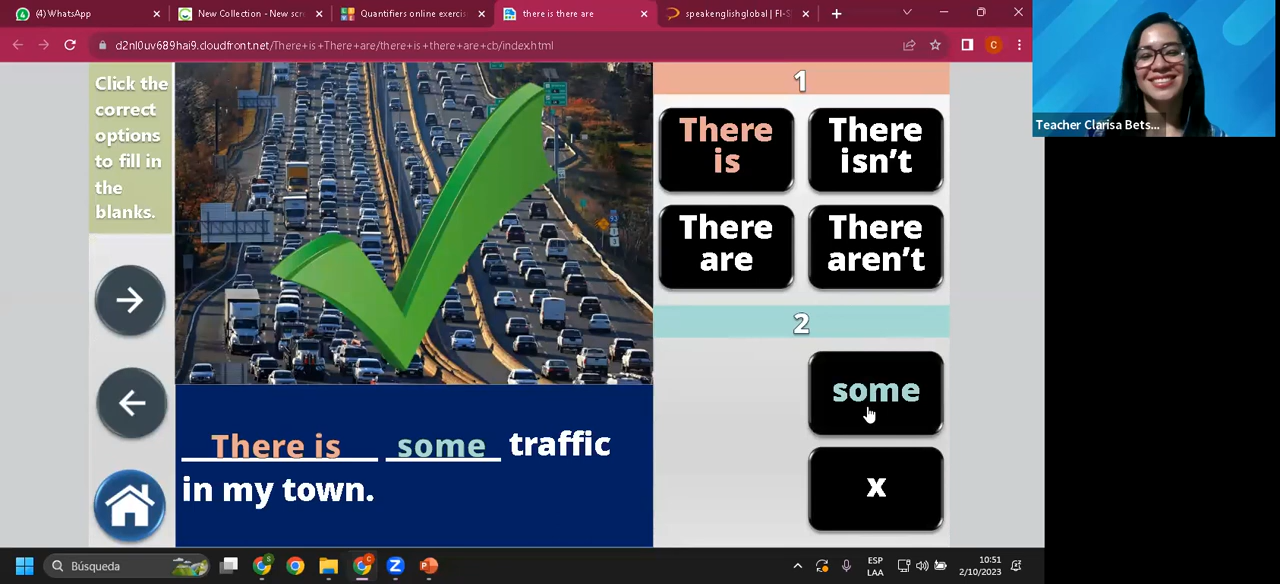 (4) WhatsApp
New Collection - New scr
Quantifiers online exerci
there is there are
speakenglishglobal | FI-S
d2nl0uv689hai9.cloudfront.net/There+is+There+are/there+is+there+are+cb/index.html
C
Click the
correct
options
to fill in
the
blanks.
1
There
is
There
isn't
There
are
There
aren't
2
some
x
There is some traffic
in my town.
Teacher Clarisa Bets...
Búsqueda
ESP
LAA
10:51
2/10/2023